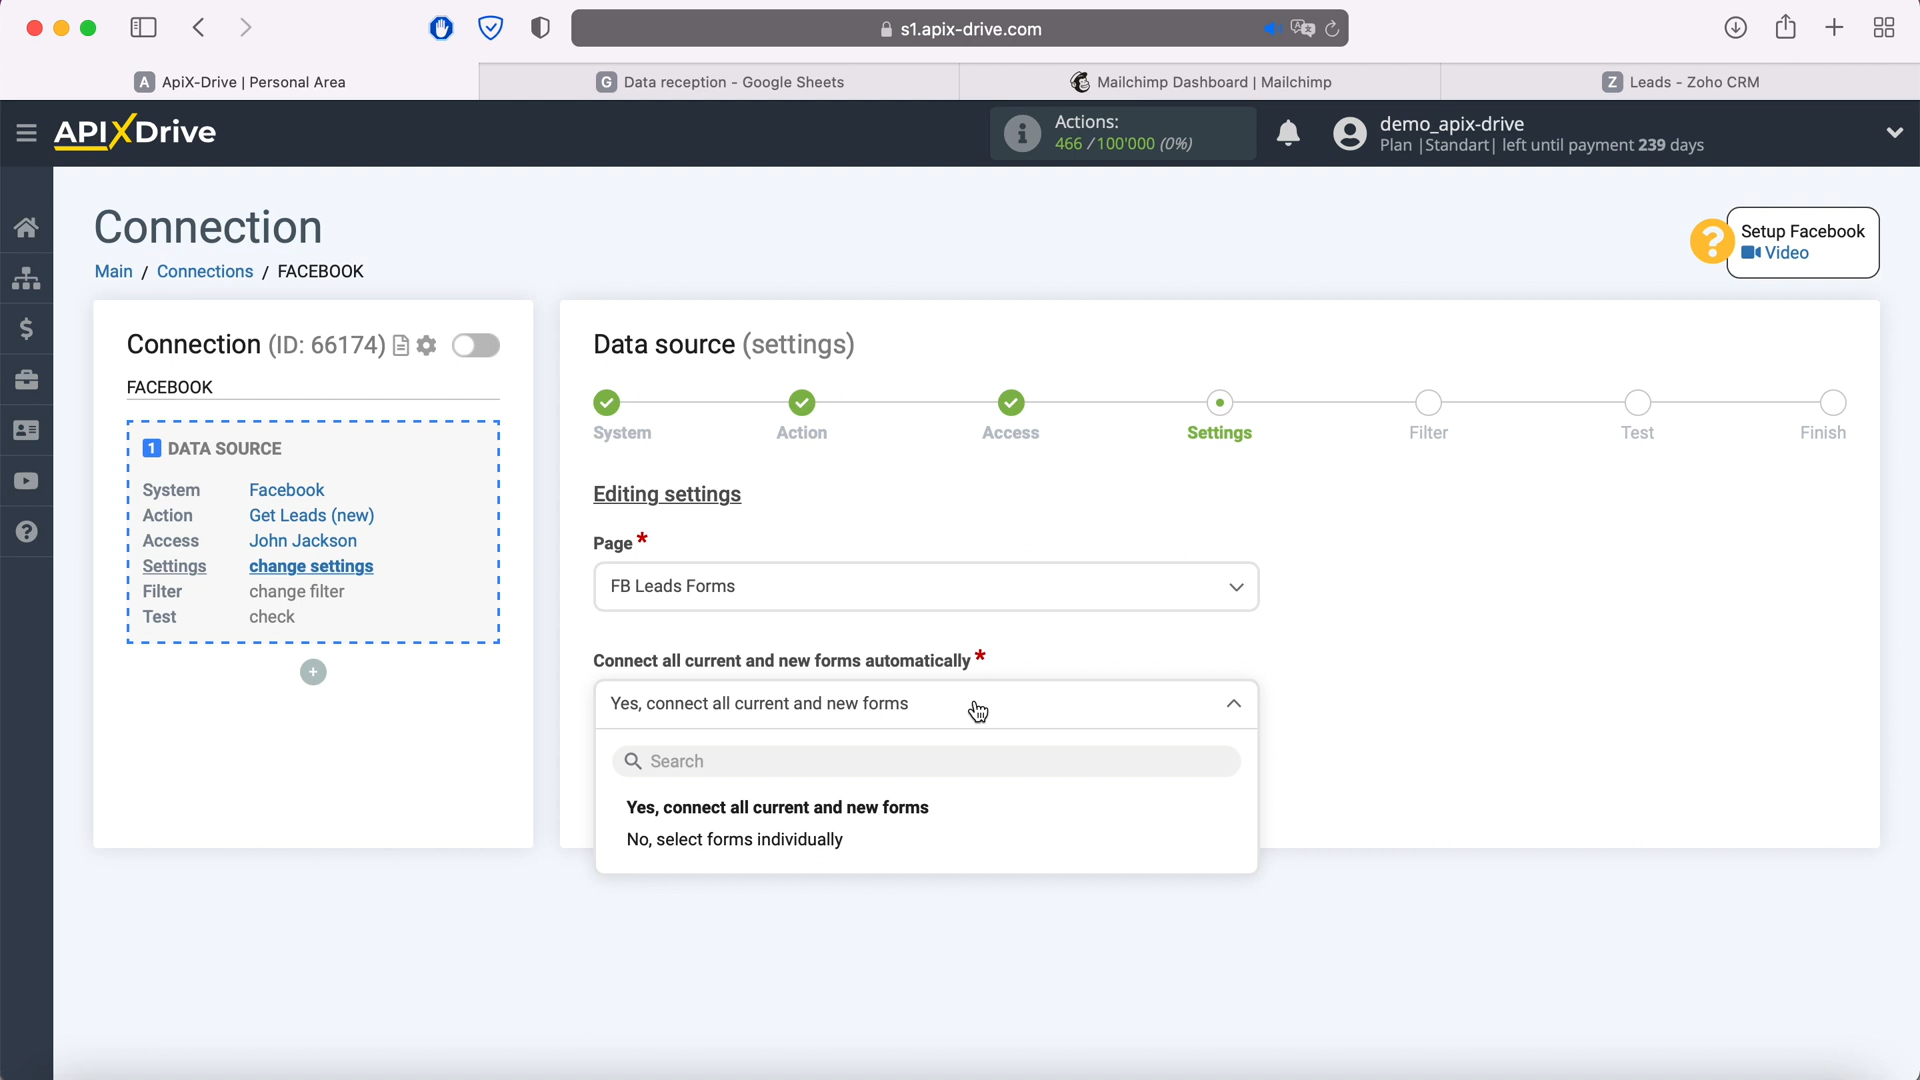 s1.apix-drive.com
A ApiX-Drive | Personal Area
G Data reception - Google Sheets
Mailchimp Dashboard | Mailchimp
Z Leads - Zoho CRM
APIXDrive
Actions:
466 / 100'000 (0%)
demo_apix-drive
Plan |Standart| left until payment 239 days
Connection
Main / Connections / FACEBOOK
? Setup Facebook
Video
Connection (ID: 66174)
FACEBOOK
1 DATA SOURCE
System Facebook
Action Get Leads (new)
Access John Jackson
Settings change settings
Filter change filter
Test check
+
Data source (settings)
System Action Access Settings Filter Test Finish
Editing settings
Page *
FB Leads Forms
Connect all current and new forms automatically *
Yes, connect all current and new forms
Search
Yes, connect all current and new forms
No, select forms individually